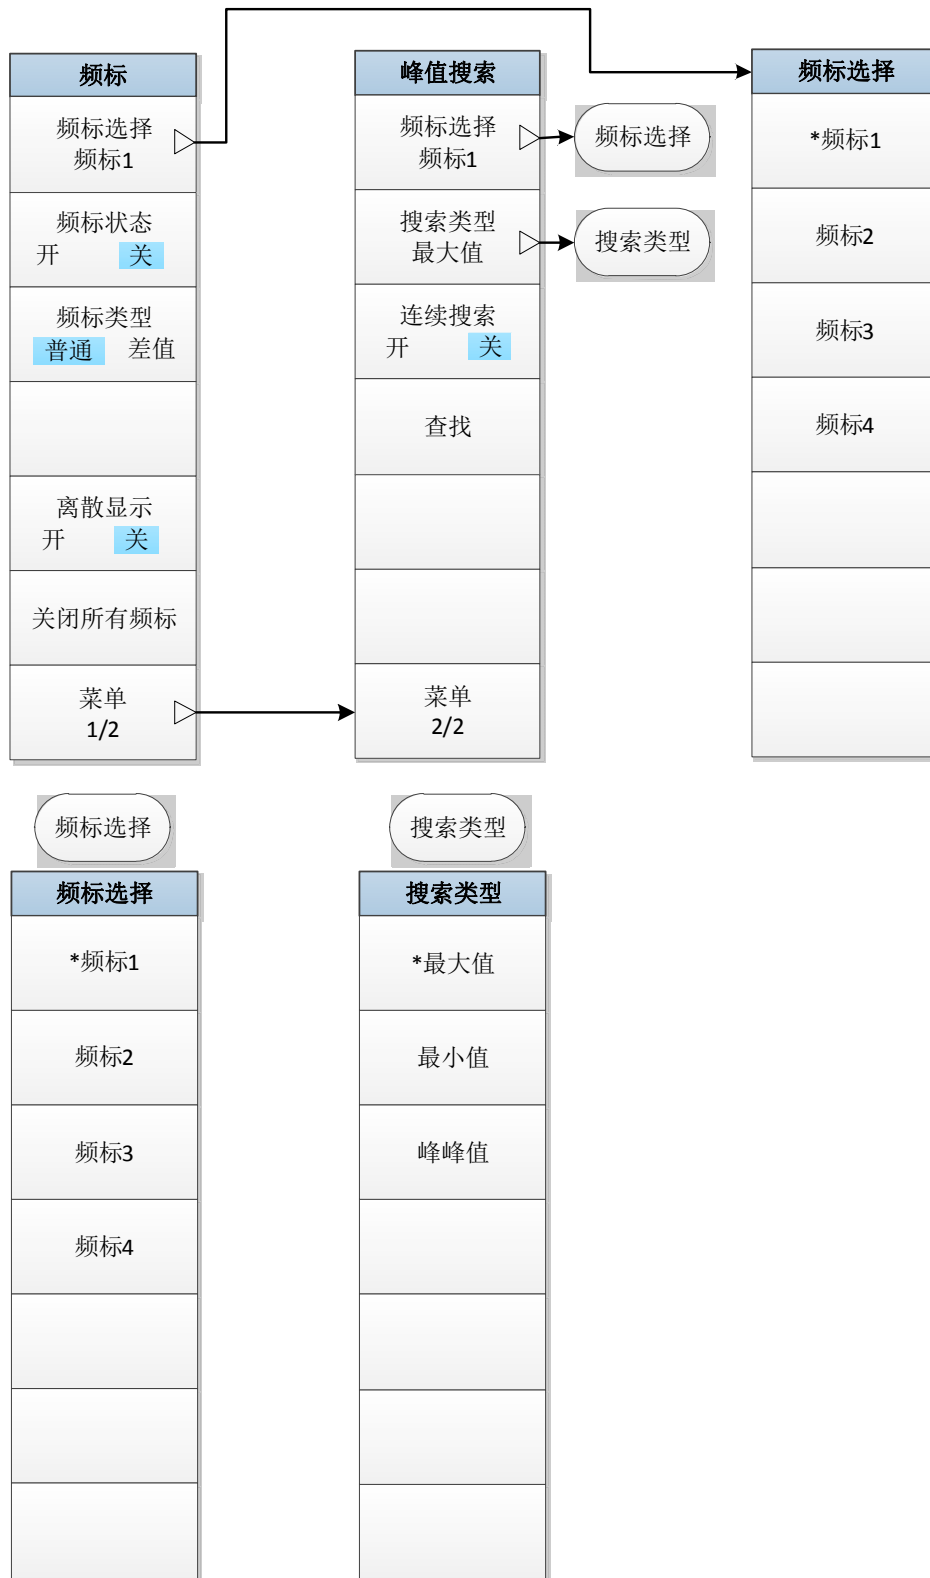 频标
频标选择
频标1
频标状态
开 关
频标类型
普通 差值
离散显示
开 关
关闭所有频标
菜单
1/2
峰值搜索
频标选择
频标1
搜索类型
最大值
连续搜索
开 关
查找
菜单
2/2
频标选择
搜索类型
频标选择
*频标1
频标2
频标3
频标4
频标选择
频标选择
*频标1
频标2
频标3
频标4
搜索类型
搜索类型
*最大值
最小值
峰峰值